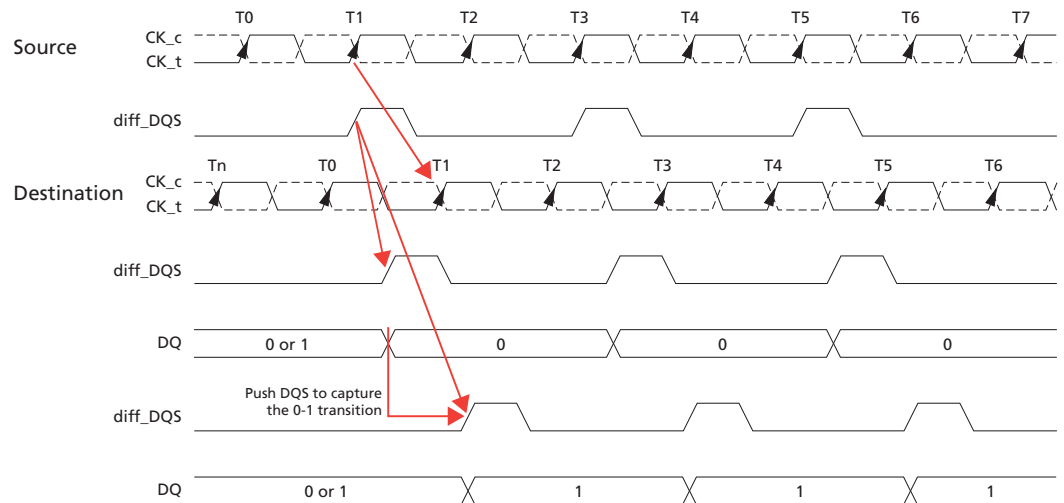 T0 T1 T2 T3 T4 T5 T6 T7
Source
CK_c
CK_t
diff_DQS
Tn T0 T1 T2 T3 T4 T5 T6
Destination
CK_c
CK_t
diff_DQS
DQ
0 or 1 0 0 0
Push DQS to capture
the 0-1 transition
diff_DQS
DQ
0 or 1 1 1 1